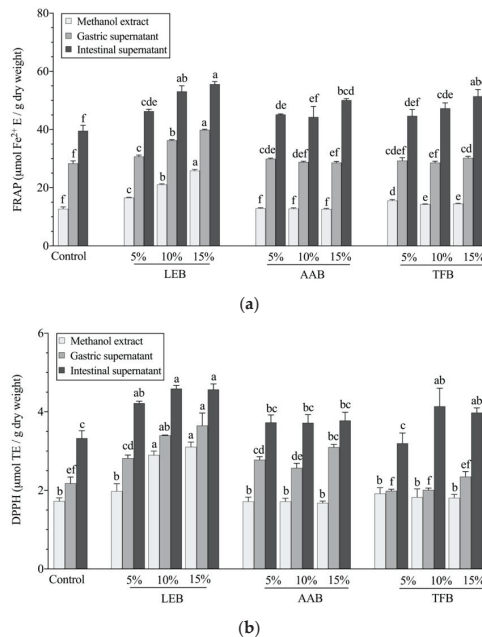 80
60
40
20
0
FRAP (µmol Fe²⁺ E / g dry weight)
Methanol extract
Gastric supernatant
Intestinal supernatant
f f f
c c cde
b b ab
a a a
f cde de
f def ef
f ef bcd
d cdef def
e ef cde
e cd abc
Control 5% 10% 15% 5% 10% 15% 5% 10% 15%
LEB AAB TFB
(a)
6
4
2
0
DPPH (µmol TE / g dry weight)
Methanol extract
Gastric supernatant
Intestinal supernatant
b ef c
b cd ab
a ab a
a a a
b cd bc
b de bc
b bc bc
b f c
b f ab
b ef ab
Control 5% 10% 15% 5% 10% 15% 5% 10% 15%
LEB AAB TFB
(b)